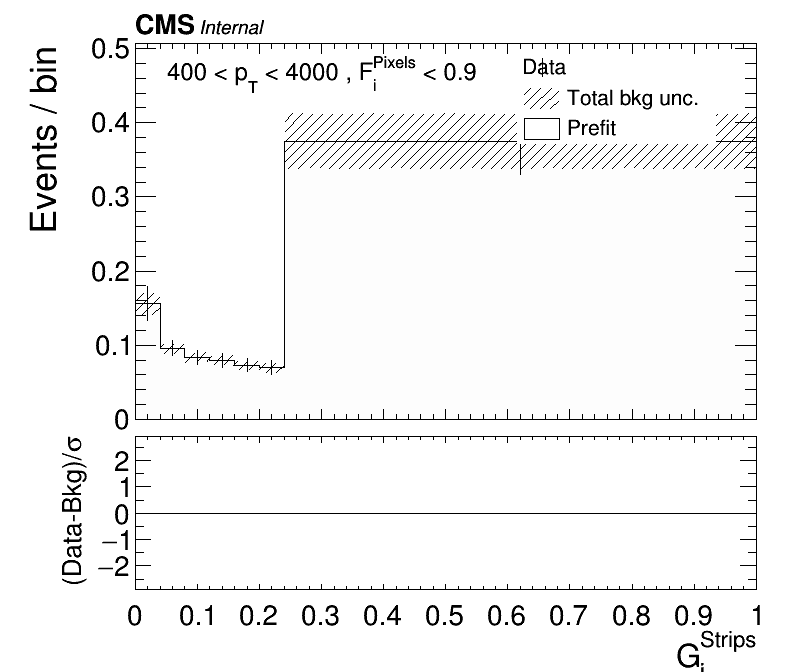 CMS Internal
400 < p_T < 4000 , F_i^Pixels < 0.9
Data
Total bkg unc.
Prefit
Events / bin
0.5
0.4
0.3
0.2
0.1
0
(Data-Bkg)/σ
2
1
0
−1
−2
0 0.1 0.2 0.3 0.4 0.5 0.6 0.7 0.8 0.9 1
G_i^Strips